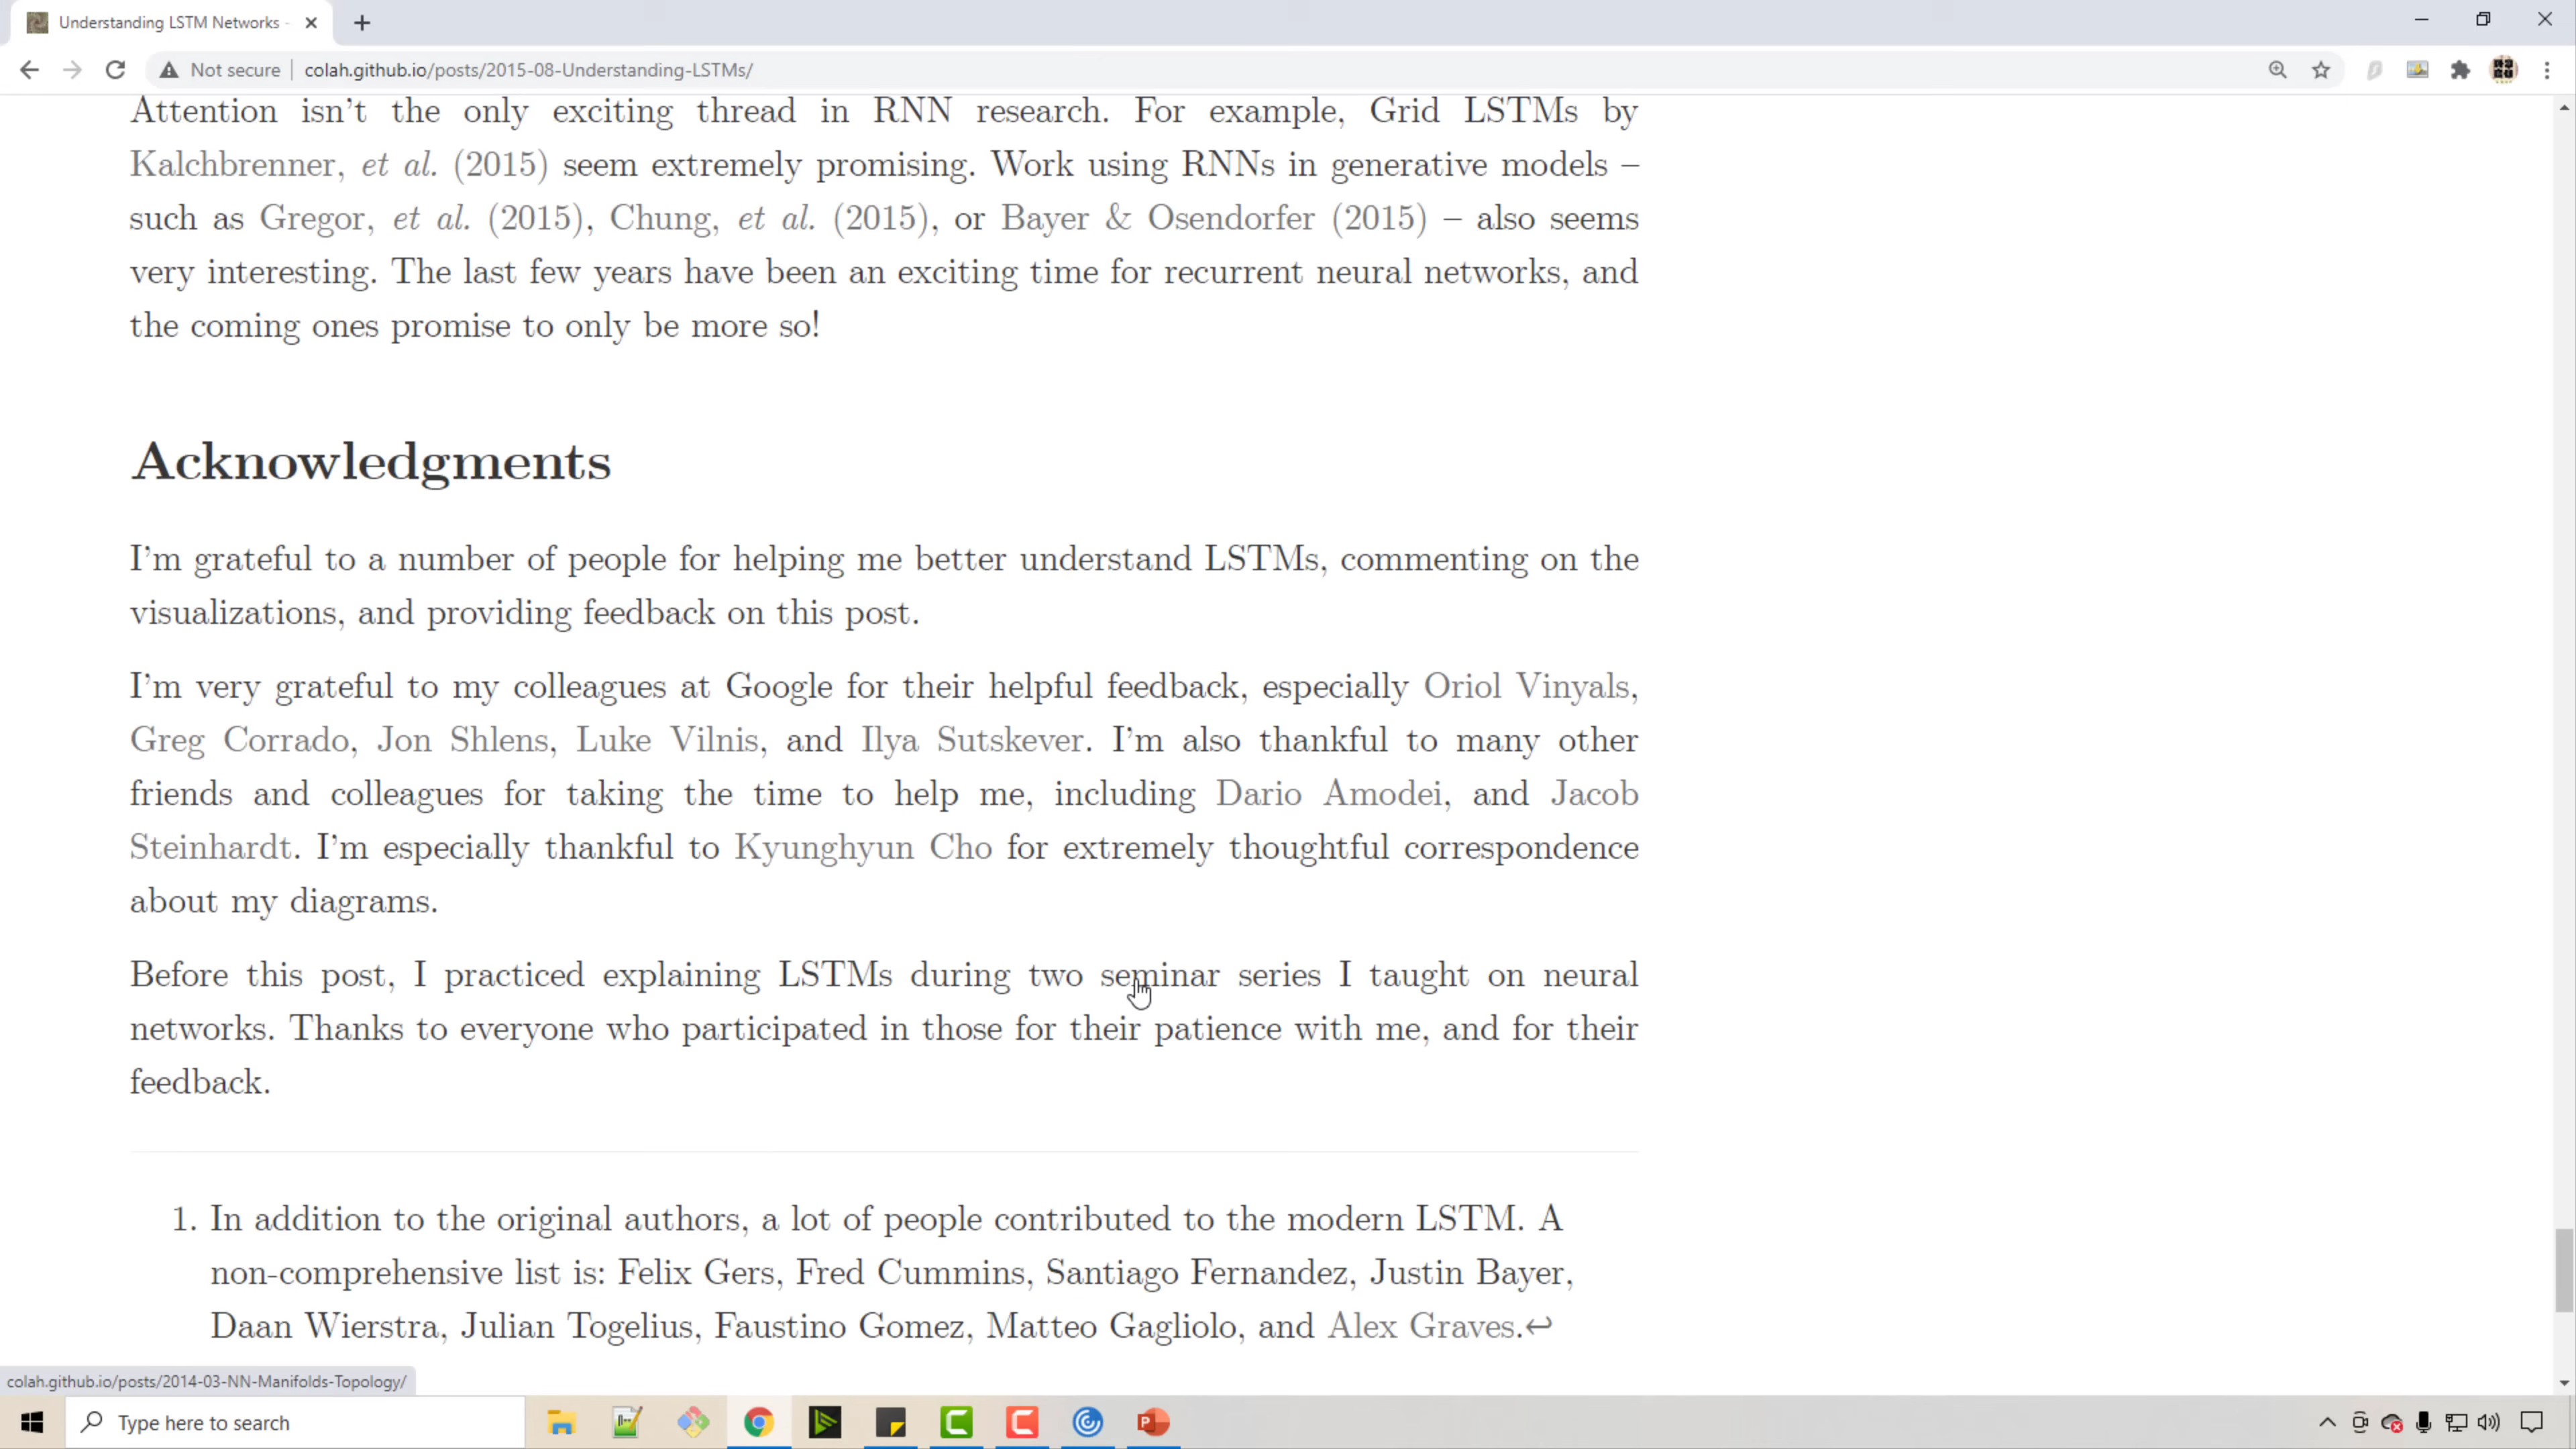 Understanding LSTM Networks -
Not secure
colah.github.io/posts/2015-08-Understanding-LSTMs/
Attention isn't the only exciting thread in RNN research. For example, Grid LSTMs by
Kalchbrenner, et al. (2015) seem extremely promising. Work using RNNs in generative models –
such as Gregor, et al. (2015), Chung, et al. (2015), or Bayer & Osendorfer (2015) – also seems
very interesting. The last few years have been an exciting time for recurrent neural networks, and
the coming ones promise to only be more so!
Acknowledgments
I'm grateful to a number of people for helping me better understand LSTMs, commenting on the
visualizations, and providing feedback on this post.
I'm very grateful to my colleagues at Google for their helpful feedback, especially Oriol Vinyals,
Greg Corrado, Jon Shlens, Luke Vilnis, and Ilya Sutskever. I'm also thankful to many other
friends and colleagues for taking the time to help me, including Dario Amodei, and Jacob
Steinhardt. I'm especially thankful to Kyunghyun Cho for extremely thoughtful correspondence
about my diagrams.
Before this post, I practiced explaining LSTMs during two seminar series I taught on neural
networks. Thanks to everyone who participated in those for their patience with me, and for their
feedback.
1. In addition to the original authors, a lot of people contributed to the modern LSTM. A
non-comprehensive list is: Felix Gers, Fred Cummins, Santiago Fernandez, Justin Bayer,
Daan Wierstra, Julian Togelius, Faustino Gomez, Matteo Gagliolo, and Alex Graves.↩
colah.github.io/posts/2014-03-NN-Manifolds-Topology/
Type here to search